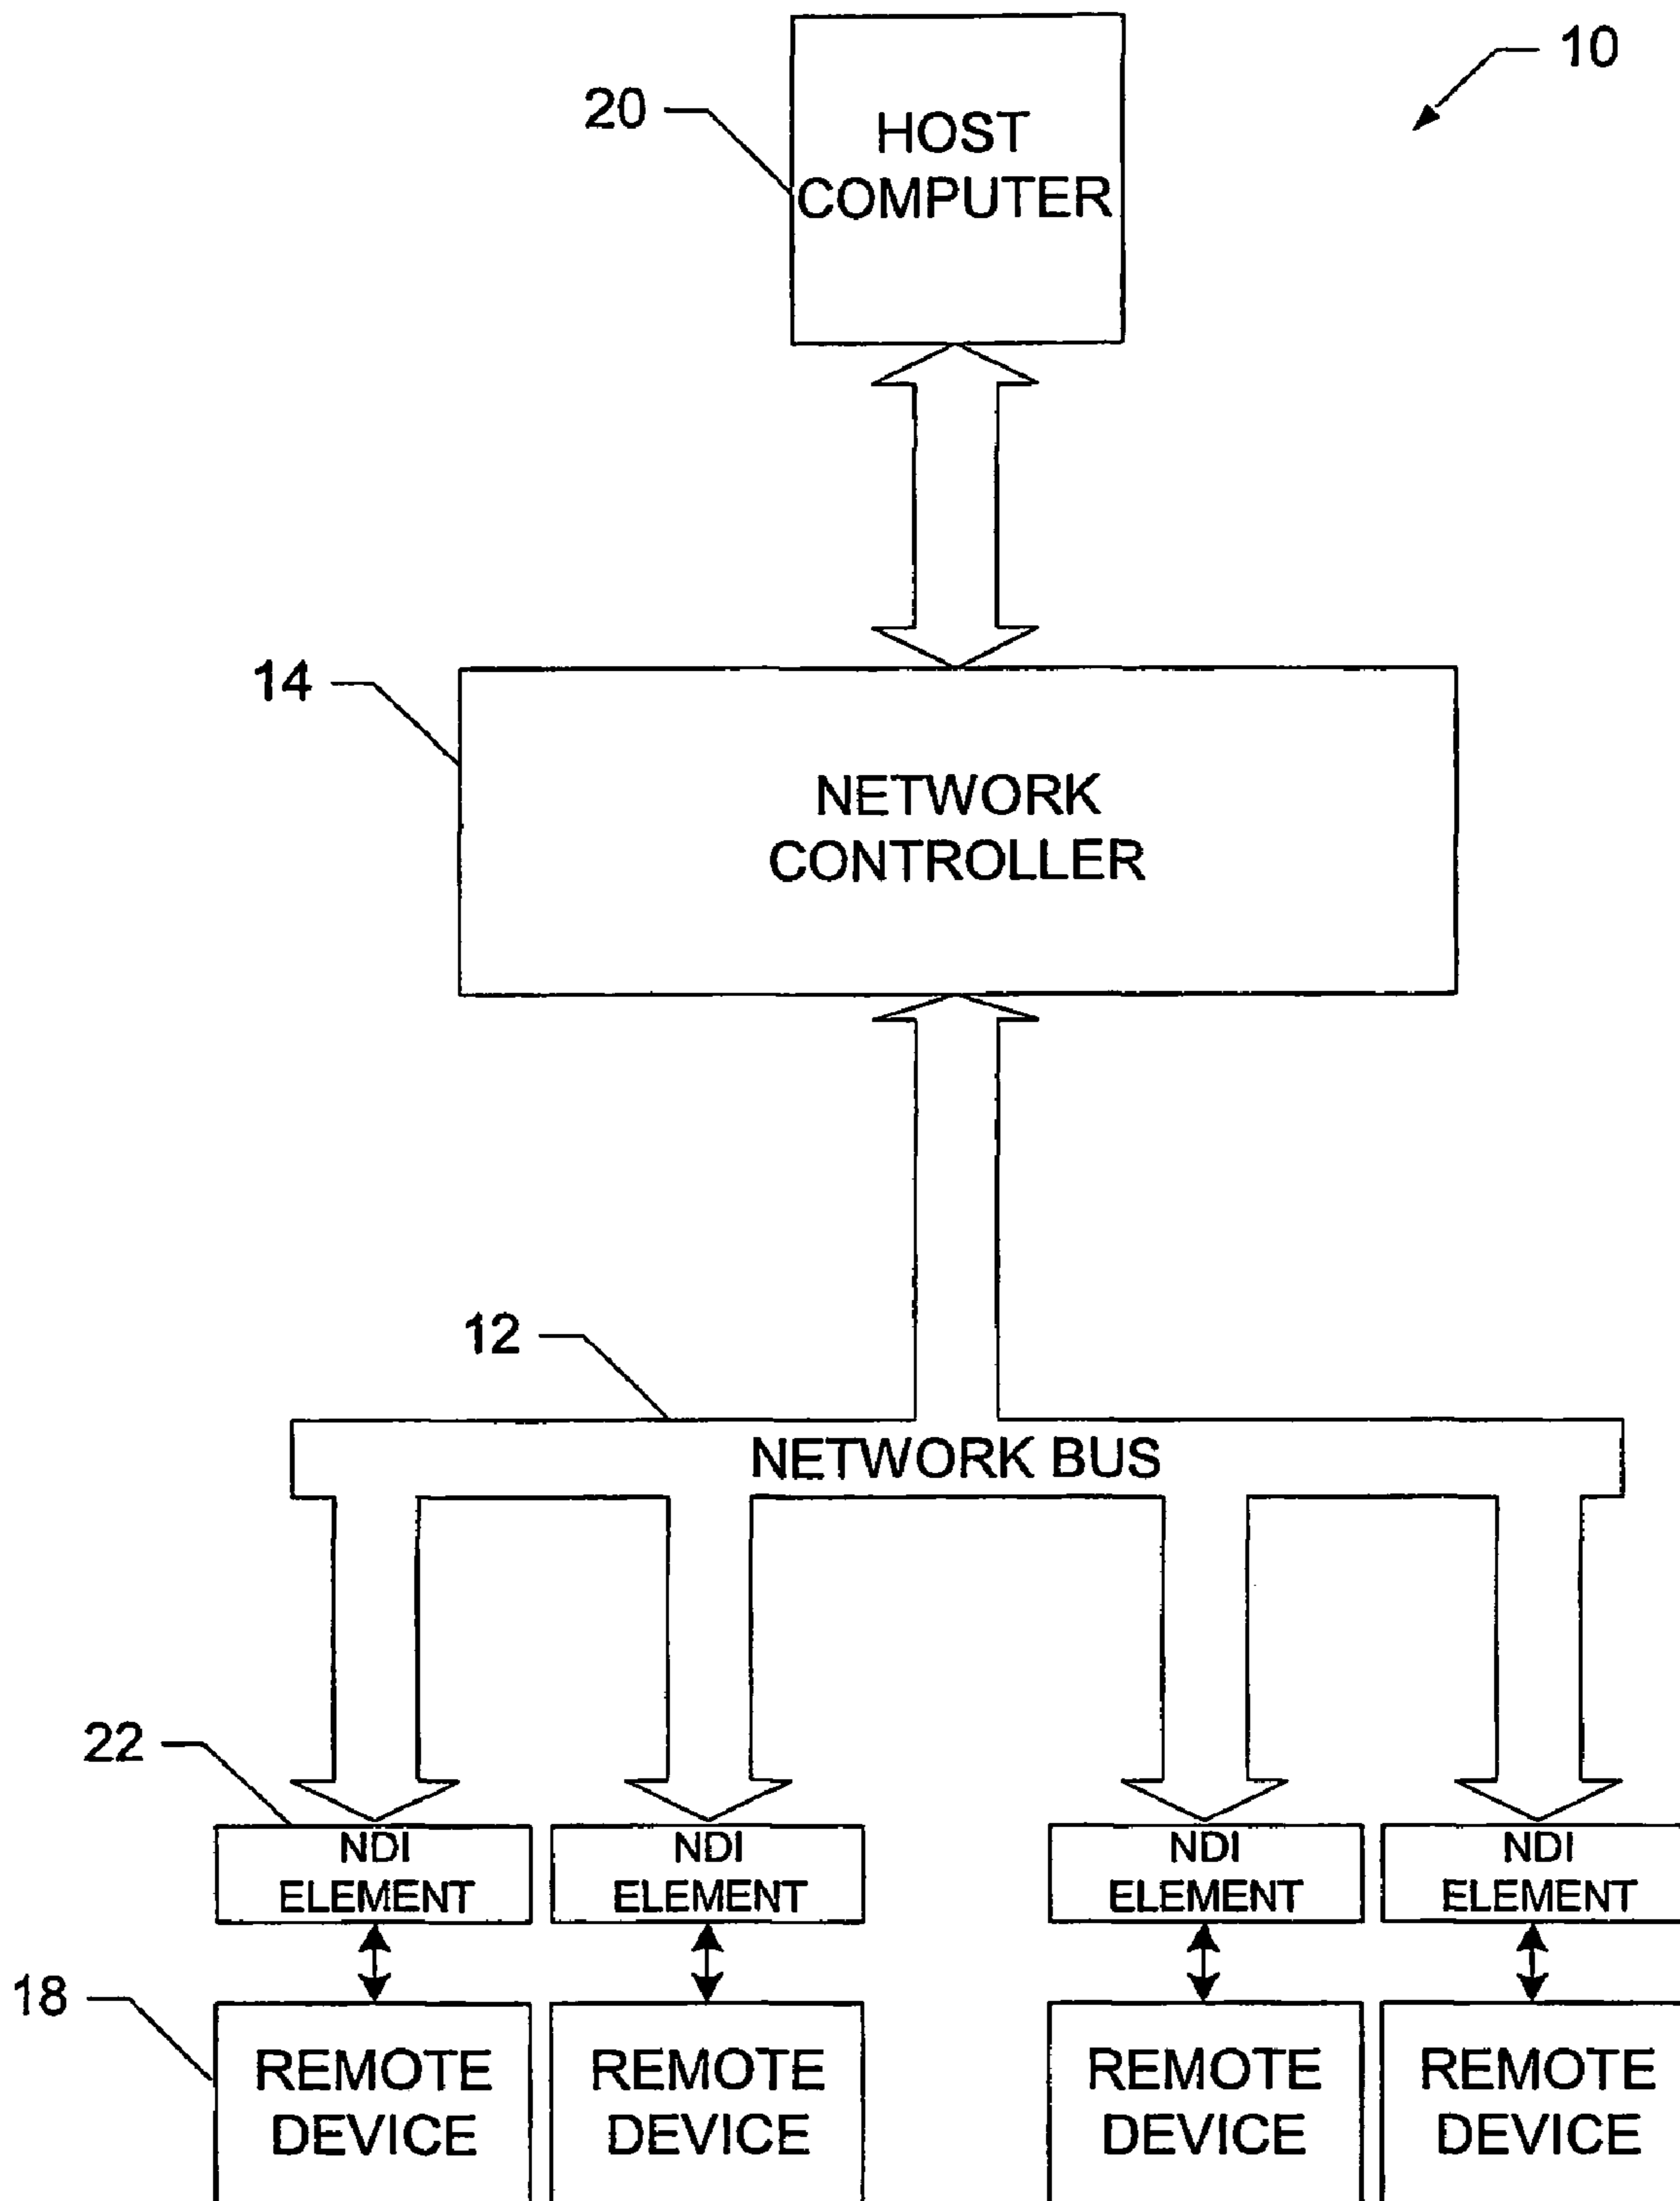 10
20
HOST
COMPUTER
14
NETWORK
CONTROLLER
12
NETWORK BUS
22
NDI
ELEMENT
NDI
ELEMENT
NDI
ELEMENT
NDI
ELEMENT
18
REMOTE
DEVICE
REMOTE
DEVICE
REMOTE
DEVICE
REMOTE
DEVICE